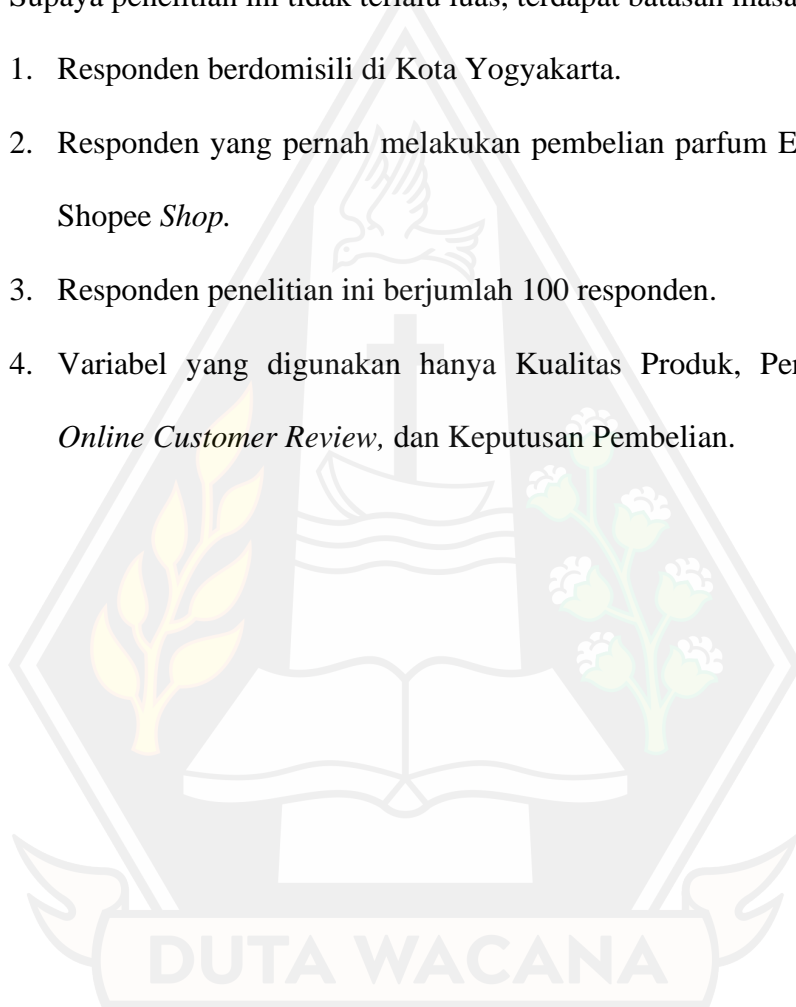 Supaya penelitian ini tidak terlalu luas, terdapat batasan
1. Responden berdomisili di Kota Yogyakarta.
2. Responden yang pernah melakukan pembelian parfum
Shopee Shop.
3. Responden penelitian ini berjumlah 100 responden.
4. Variabel yang digunakan hanya Kualitas Produk,
Online Customer Review, dan Keputusan Pembelian.
DUTA WACANA